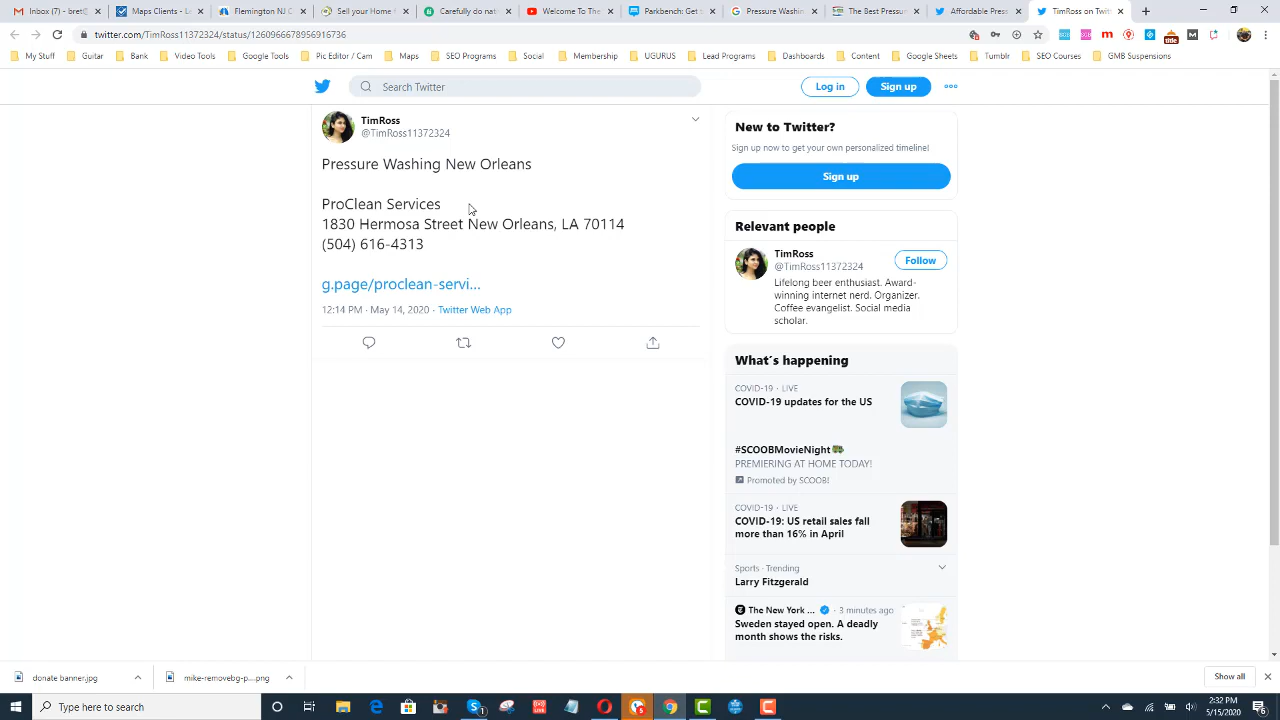 Inbox (7) - bret@
Maps Clients - Lo
Flemington NJ C
Sell your Home F
Carefully do nat
Welcome To The
Parkbench: Get S
Pressure Washin
The Best Pressu
Affordable Press
TimRoss on Twitt
twitter.com/TimRoss11372324/status/1260966678956916736
My Stuff
Guitar
Bank
Video Tools
Google Tools
Picture Editor
Maps
SEO Programs
Social
Membership
UGURUS
Lead Programs
Dashboards
Content
Google Sheets
Tumblr
SEO Courses
GMB Suspensions
Search Twitter
Log in
Sign up
TimRoss
@TimRoss11372324
Pressure Washing New Orleans
ProClean Services
1830 Hermosa Street New Orleans, LA 70114
(504) 616-4313
g.page/proclean-servi...
12:14 PM · May 14, 2020 · Twitter Web App
New to Twitter?
Sign up now to get your own personalized timeline!
Sign up
Relevant people
TimRoss
@TimRoss11372324
Follow
Lifelong beer enthusiast. Award-
winning internet nerd. Organizer.
Coffee evangelist. Social media
scholar.
What's happening
COVID-19 · LIVE
COVID-19 updates for the US
#SCOOBMovieNight
PREMIERING AT HOME TODAY!
Promoted by SCOOB!
COVID-19 · LIVE
COVID-19: US retail sales fall
more than 16% in April
Sports · Trending
Larry Fitzgerald
The New York ... · 3 minutes ago
Sweden stayed open. A deadly
month shows the risks.
donate banner.jpg
mike-removebg-p....png
Show all
Type here to search
2:32 PM
5/15/2020